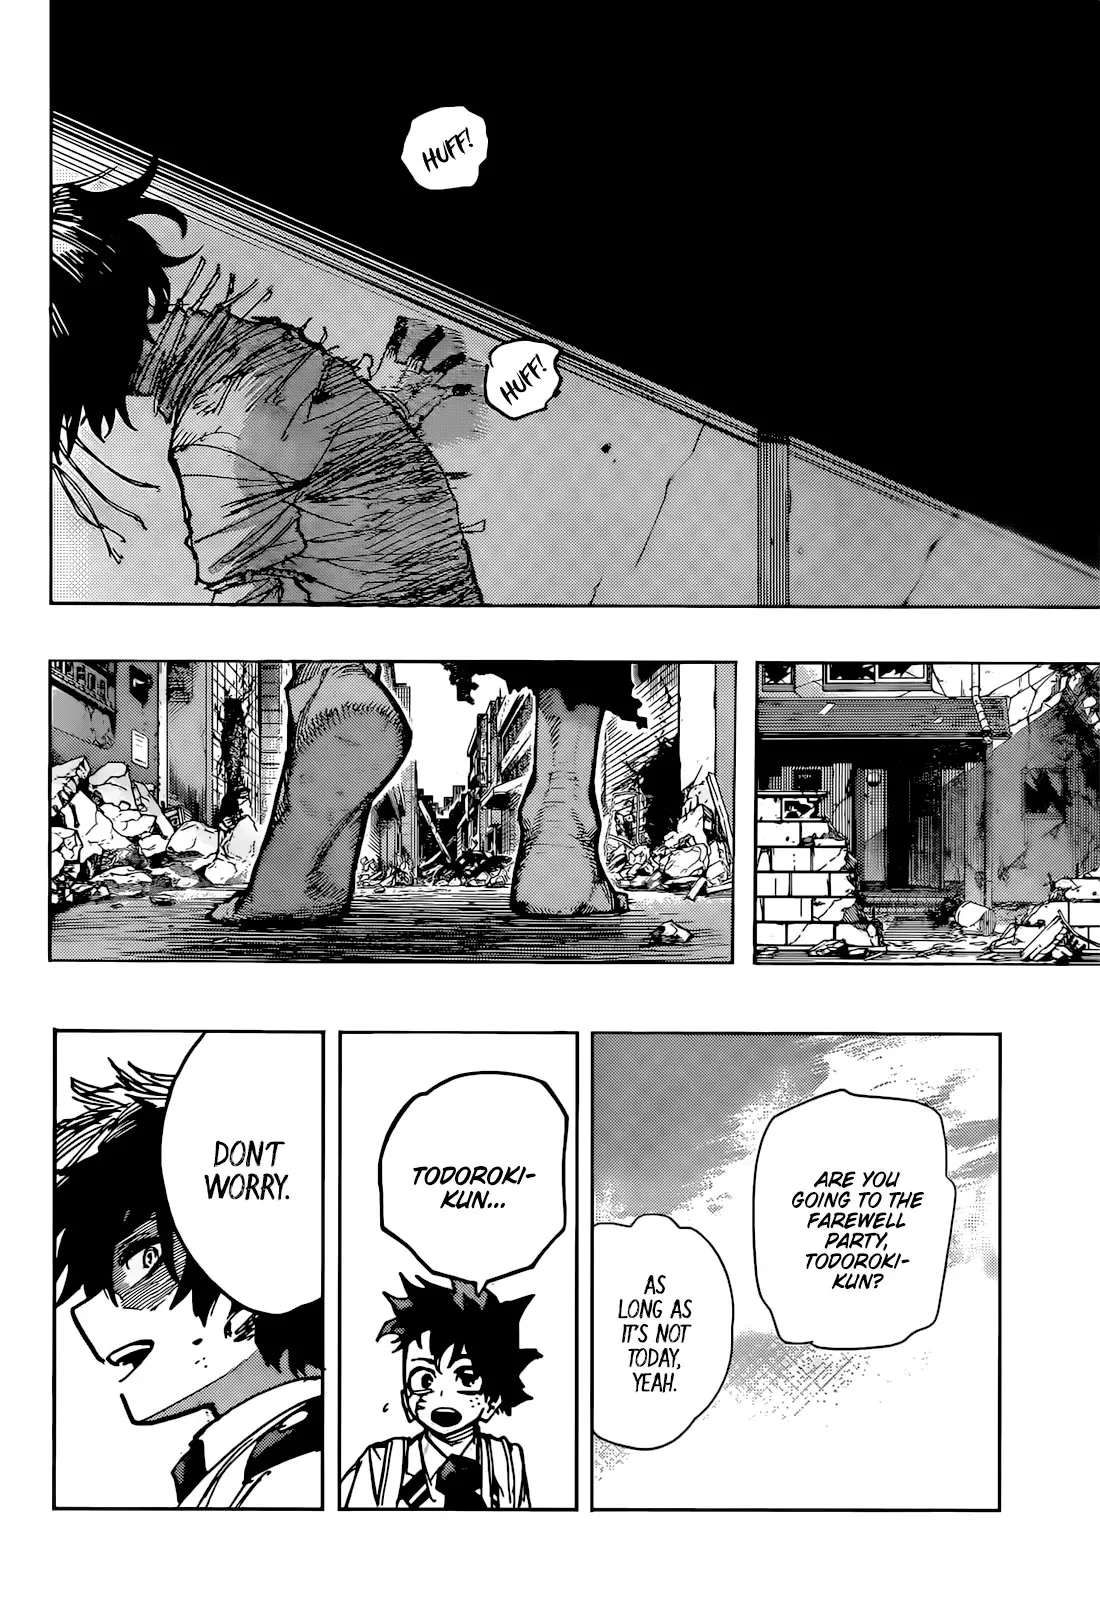 HUFF!
HUFF!
ARE YOU
GOING TO THE
FAREWELL
PARTY,
TODOROKI-
KUN?
AS
LONG AS
IT'S NOT
TODAY,
YEAH.
TODOROKI-
KUN...
DON'T
WORRY.